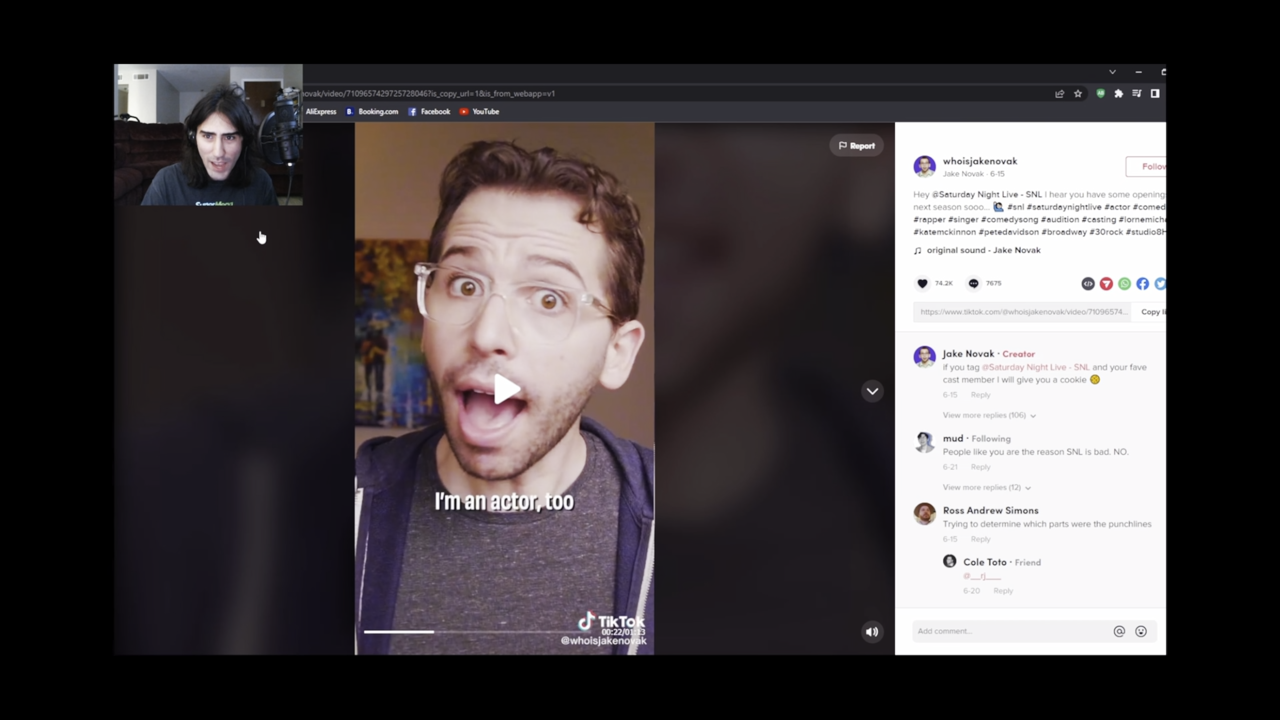 novak/video/7109657429725728046?is_copy_url=1&is_from_webapp=v1
AliExpress B. Booking.com Facebook YouTube
Report
whoisjakenovak
Jake Novak · 6-15
Follow
Hey @Saturday Night Live - SNL I hear you have some opening
next season sooo... #snl #saturdaynightlive #actor #comed
#rapper #singer #comedysong #audition #casting #lornemich
#katemckinnon #petedavidson #broadway #30rock #studio8H
original sound - Jake Novak
74.2K 7675
https://www.tiktok.com/@whoisjakenovak/video/71096574...
Copy li
Jake Novak · Creator
if you tag @Saturday Night Live - SNL and your fave
cast member I will give you a cookie
6-15 Reply
View more replies (106)
mud · Following
People like you are the reason SNL is bad. NO.
6-21 Reply
View more replies (12)
Ross Andrew Simons
Trying to determine which parts were the punchlines
6-15 Reply
Cole Toto · Friend
6-20 Reply
Add comment...
I'm an actor, too
TikTok
00:22/01:13
@whoisjakenovak